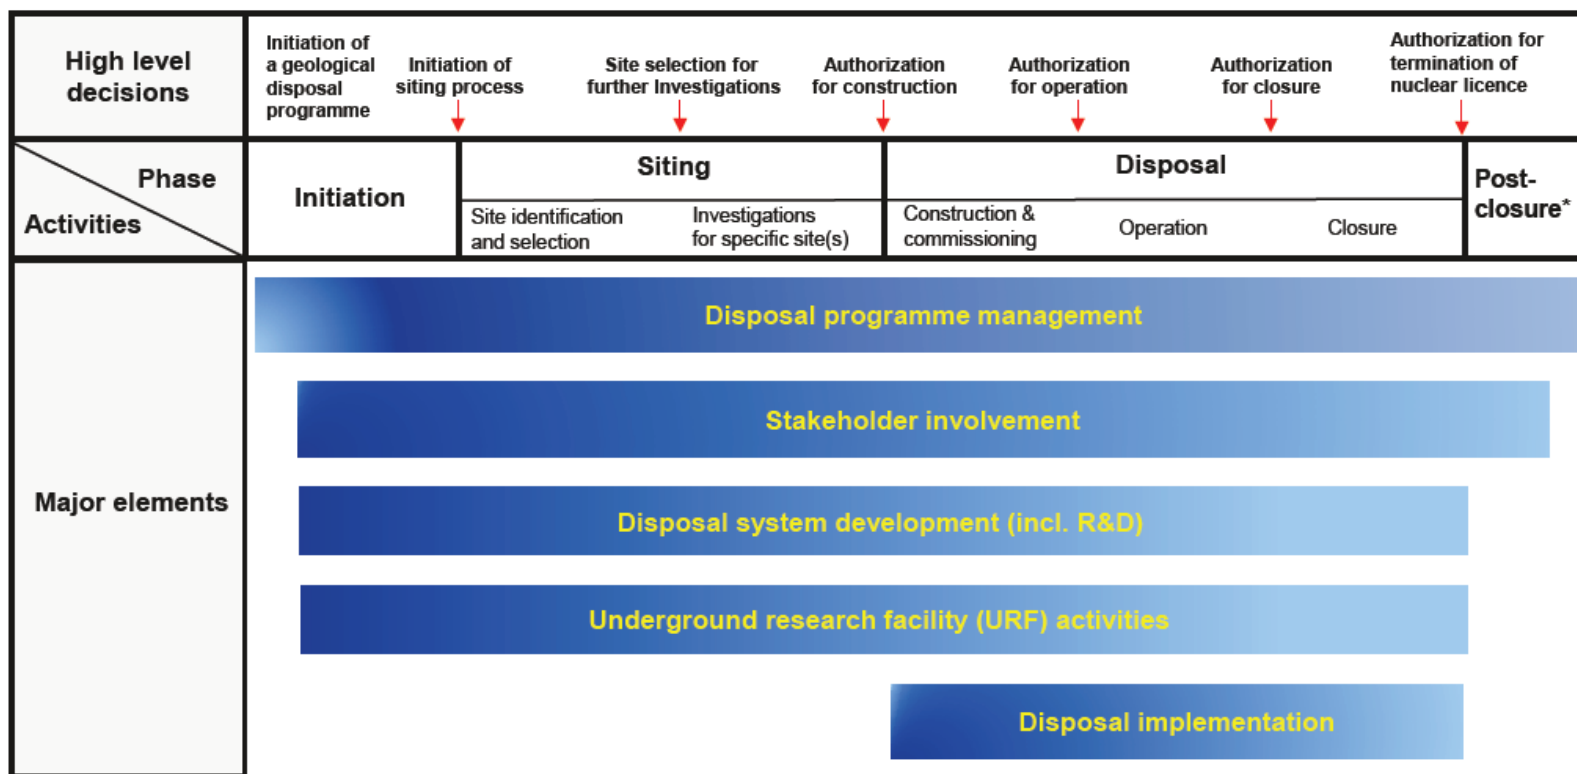 High level
decisions
Initiation of
a geological
disposal
programme
Initiation of
siting process
Site selection for
further Investigations
Authorization
for construction
Authorization
for operation
Authorization
for closure
Authorization for
termination of
nuclear licence
Phase
Activities
Initiation
Siting
Site identification
and selection
Investigations
for specific site(s)
Disposal
Construction &
commissioning
Operation
Closure
Post-
closure*
Major elements
Disposal programme management
Stakeholder involvement
Disposal system development (incl. R&D)
Underground research facility (URF) activities
Disposal implementation